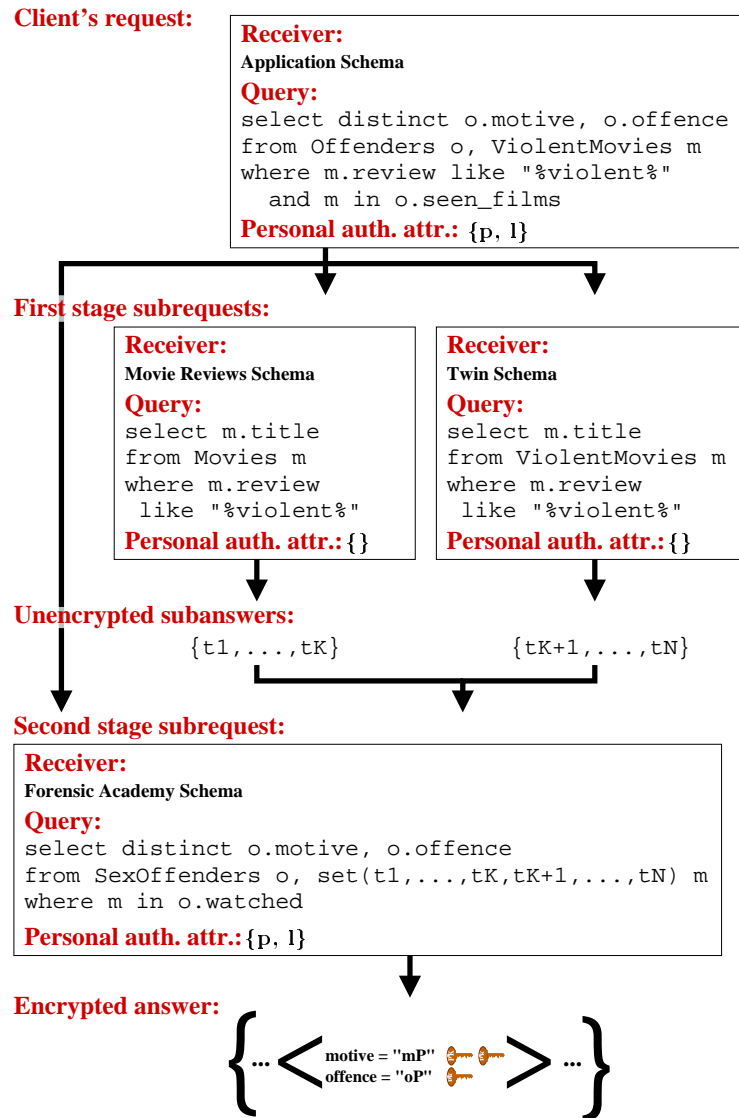 Client's request:
Receiver:
Application Schema
Query:
select distinct o.motive, o.offence
from Offenders o, ViolentMovies m
where m.review like "%violent%"
and m in o.seen_films
Personal auth. attr.: {p, l}
First stage subrequests:
Receiver:
Movie Reviews Schema
Query:
select m.title
from Movies m
where m.review
like "%violent%"
Personal auth. attr.: {}
Receiver:
Twin Schema
Query:
select m.title
from ViolentMovies m
where m.review
like "%violent%"
Personal auth. attr.: {}
Unencrypted subanswers:
{t1,...,tK}
{tK+1,...,tN}
Second stage subrequest:
Receiver:
Forensic Academy Schema
Query:
select distinct o.motive, o.offence
from SexOffenders o, set(t1,...,tK,tK+1,...,tN) m
where m in o.watched
Personal auth. attr.: {p, l}
Encrypted answer:
{ ... < motive = "mP"
offence = "oP" > ... }